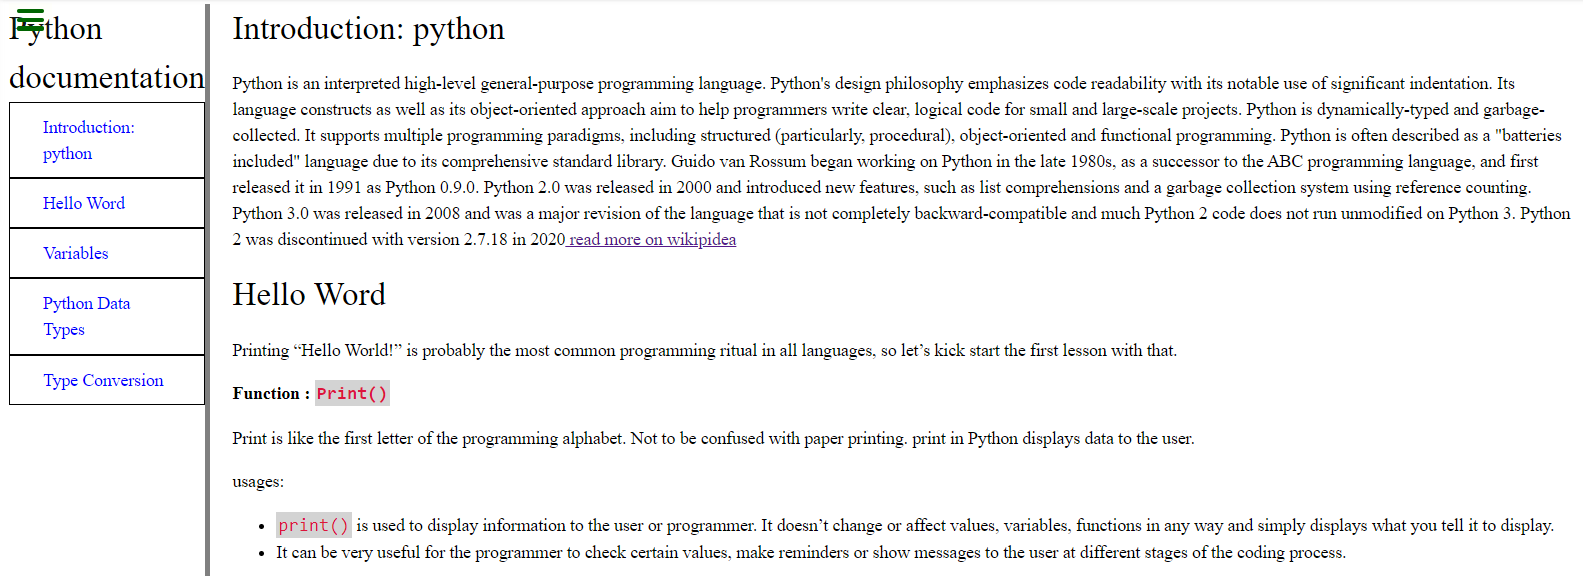 Python
documentation
Introduction:
python
Hello Word
Variables
Python Data
Types
Type Conversion
Introduction: python
Python is an interpreted high-level general-purpose programming language. Python's design philosophy emphasizes code readability with its notable use of significant indentation. Its
language constructs as well as its object-oriented approach aim to help programmers write clear, logical code for small and large-scale projects. Python is dynamically-typed and garbage-
collected. It supports multiple programming paradigms, including structured (particularly, procedural), object-oriented and functional programming. Python is often described as a "batteries
included" language due to its comprehensive standard library. Guido van Rossum began working on Python in the late 1980s, as a successor to the ABC programming language, and first
released it in 1991 as Python 0.9.0. Python 2.0 was released in 2000 and introduced new features, such as list comprehensions and a garbage collection system using reference counting.
Python 3.0 was released in 2008 and was a major revision of the language that is not completely backward-compatible and much Python 2 code does not run unmodified on Python 3. Python
2 was discontinued with version 2.7.18 in 2020 read more on wikipidea
Hello Word
Printing “Hello World!” is probably the most common programming ritual in all languages, so let’s kick start the first lesson with that.
Function : Print()
Print is like the first letter of the programming alphabet. Not to be confused with paper printing. print in Python displays data to the user.
usages:
• print() is used to display information to the user or programmer. It doesn’t change or affect values, variables, functions in any way and simply displays what you tell it to display.
• It can be very useful for the programmer to check certain values, make reminders or show messages to the user at different stages of the coding process.